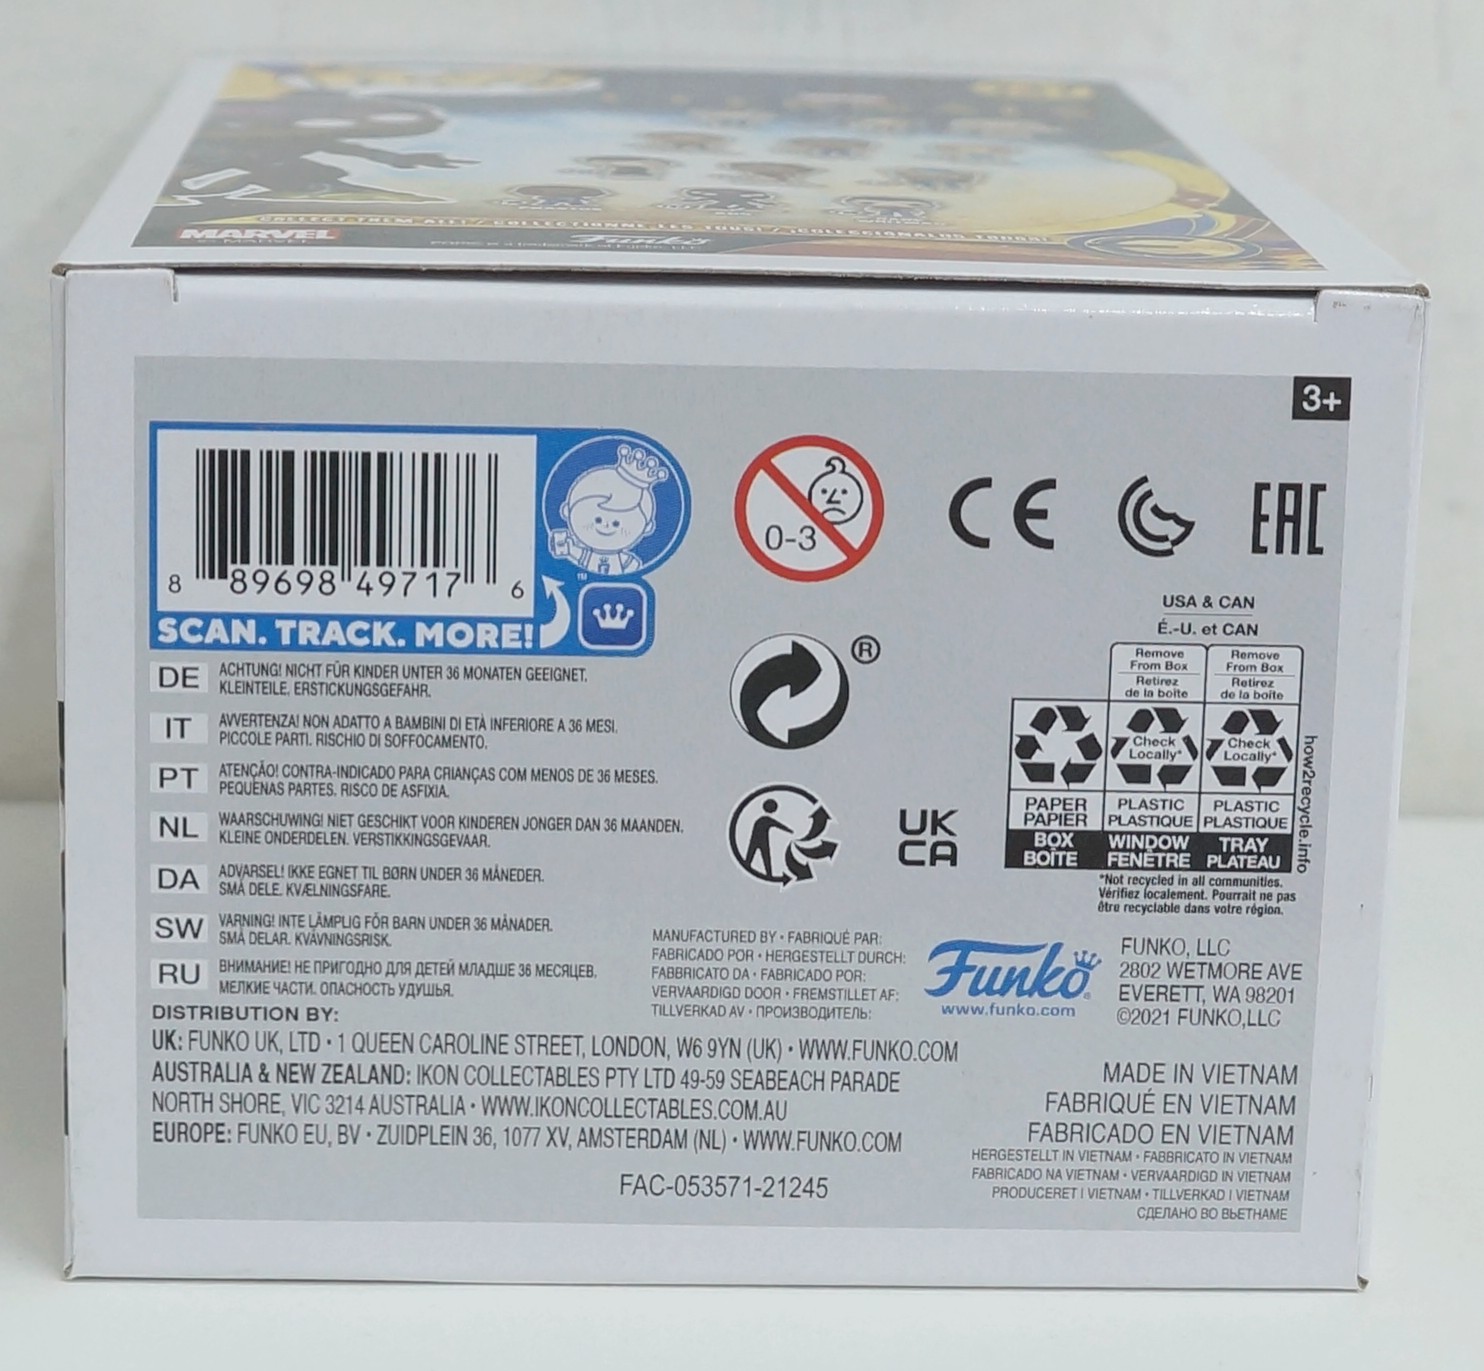 COLLECT THEM ALL! / COLLECTIONNE-LES TOUS! / ¡COLECCIONALOS TODOS!
MARVEL
© MARVEL
Funko
3+
8 89698 49717 6
SCAN. TRACK. MORE!
TM
0-3
CE
EAC
®
USA & CAN
É.-U. et CAN
Remove From Box
Retirez de la boîte
Remove From Box
Retirez de la boîte
Check Locally*
Check Locally*
PAPER PAPIER
PLASTIC PLASTIQUE
PLASTIC PLASTIQUE
BOX BOÎTE
WINDOW FENÊTRE
TRAY PLATEAU
how2recycle.info
*Not recycled in all communities.
Vérifiez localement. Pourrait ne pas
être recyclable dans votre région.
UK
CA
DE ACHTUNG! NICHT FÜR KINDER UNTER 36 MONATEN GEEIGNET.
KLEINTEILE, ERSTICKUNGSGEFAHR.
IT AVVERTENZA! NON ADATTO A BAMBINI DI ETÀ INFERIORE A 36 MESI.
PICCOLE PARTI. RISCHIO DI SOFFOCAMENTO.
PT ATENÇÃO! CONTRA-INDICADO PARA CRIANÇAS COM MENOS DE 36 MESES.
PEQUENAS PARTES. RISCO DE ASFIXIA.
NL WAARSCHUWING! NIET GESCHIKT VOOR KINDEREN JONGER DAN 36 MAANDEN.
KLEINE ONDERDELEN. VERSTIKKINGSGEVAAR.
DA ADVARSEL! IKKE EGNET TIL BØRN UNDER 36 MÅNEDER.
SMÅ DELE. KVÆLNINGSFARE.
SW VARNING! INTE LÄMPLIG FÖR BARN UNDER 36 MÅNADER.
SMÅ DELAR. KVÄVNINGSRISK.
RU ВНИМАНИЕ! НЕ ПРИГОДНО ДЛЯ ДЕТЕЙ МЛАДШЕ 36 МЕСЯЦЕВ.
МЕЛКИЕ ЧАСТИ. ОПАСНОСТЬ УДУШЬЯ.
MANUFACTURED BY • FABRIQUÉ PAR:
FABRICADO POR • HERGESTELLT DURCH:
FABBRICATO DA • FABRICADO POR:
VERVAARDIGD DOOR • FREMSTILLET AF:
TILLVERKAD AV • ПРОИЗВОДИТЕЛЬ:
Funko®
www.funko.com
FUNKO, LLC
2802 WETMORE AVE
EVERETT, WA 98201
©2021 FUNKO,LLC
DISTRIBUTION BY:
UK: FUNKO UK, LTD • 1 QUEEN CAROLINE STREET, LONDON, W6 9YN (UK) • WWW.FUNKO.COM
AUSTRALIA & NEW ZEALAND: IKON COLLECTABLES PTY LTD 49-59 SEABEACH PARADE
NORTH SHORE, VIC 3214 AUSTRALIA • WWW.IKONCOLLECTABLES.COM.AU
EUROPE: FUNKO EU, BV • ZUIDPLEIN 36, 1077 XV, AMSTERDAM (NL) • WWW.FUNKO.COM
FAC-053571-21245
MADE IN VIETNAM
FABRIQUÉ EN VIETNAM
FABRICADO EN VIETNAM
HERGESTELLT IN VIETNAM • FABBRICATO IN VIETNAM
FABRICADO NA VIETNAM • VERVAARDIGD IN VIETNAM
PRODUCERET I VIETNAM • TILLVERKAD I VIETNAM
СДЕЛАНО ВО ВЬЕТНАМЕ